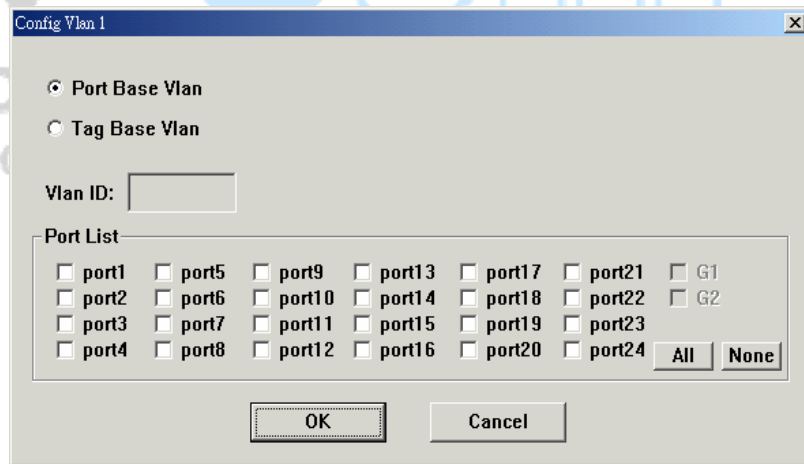 Config Vlan 1
Port Base Vlan
Tag Base Vlan
Vlan ID:
Port List
port1 port5 port9 port13 port17 port21 G1
port2 port6 port10 port14 port18 port22 G2
port3 port7 port11 port15 port19 port23
port4 port8 port12 port16 port20 port24 All None
OK Cancel